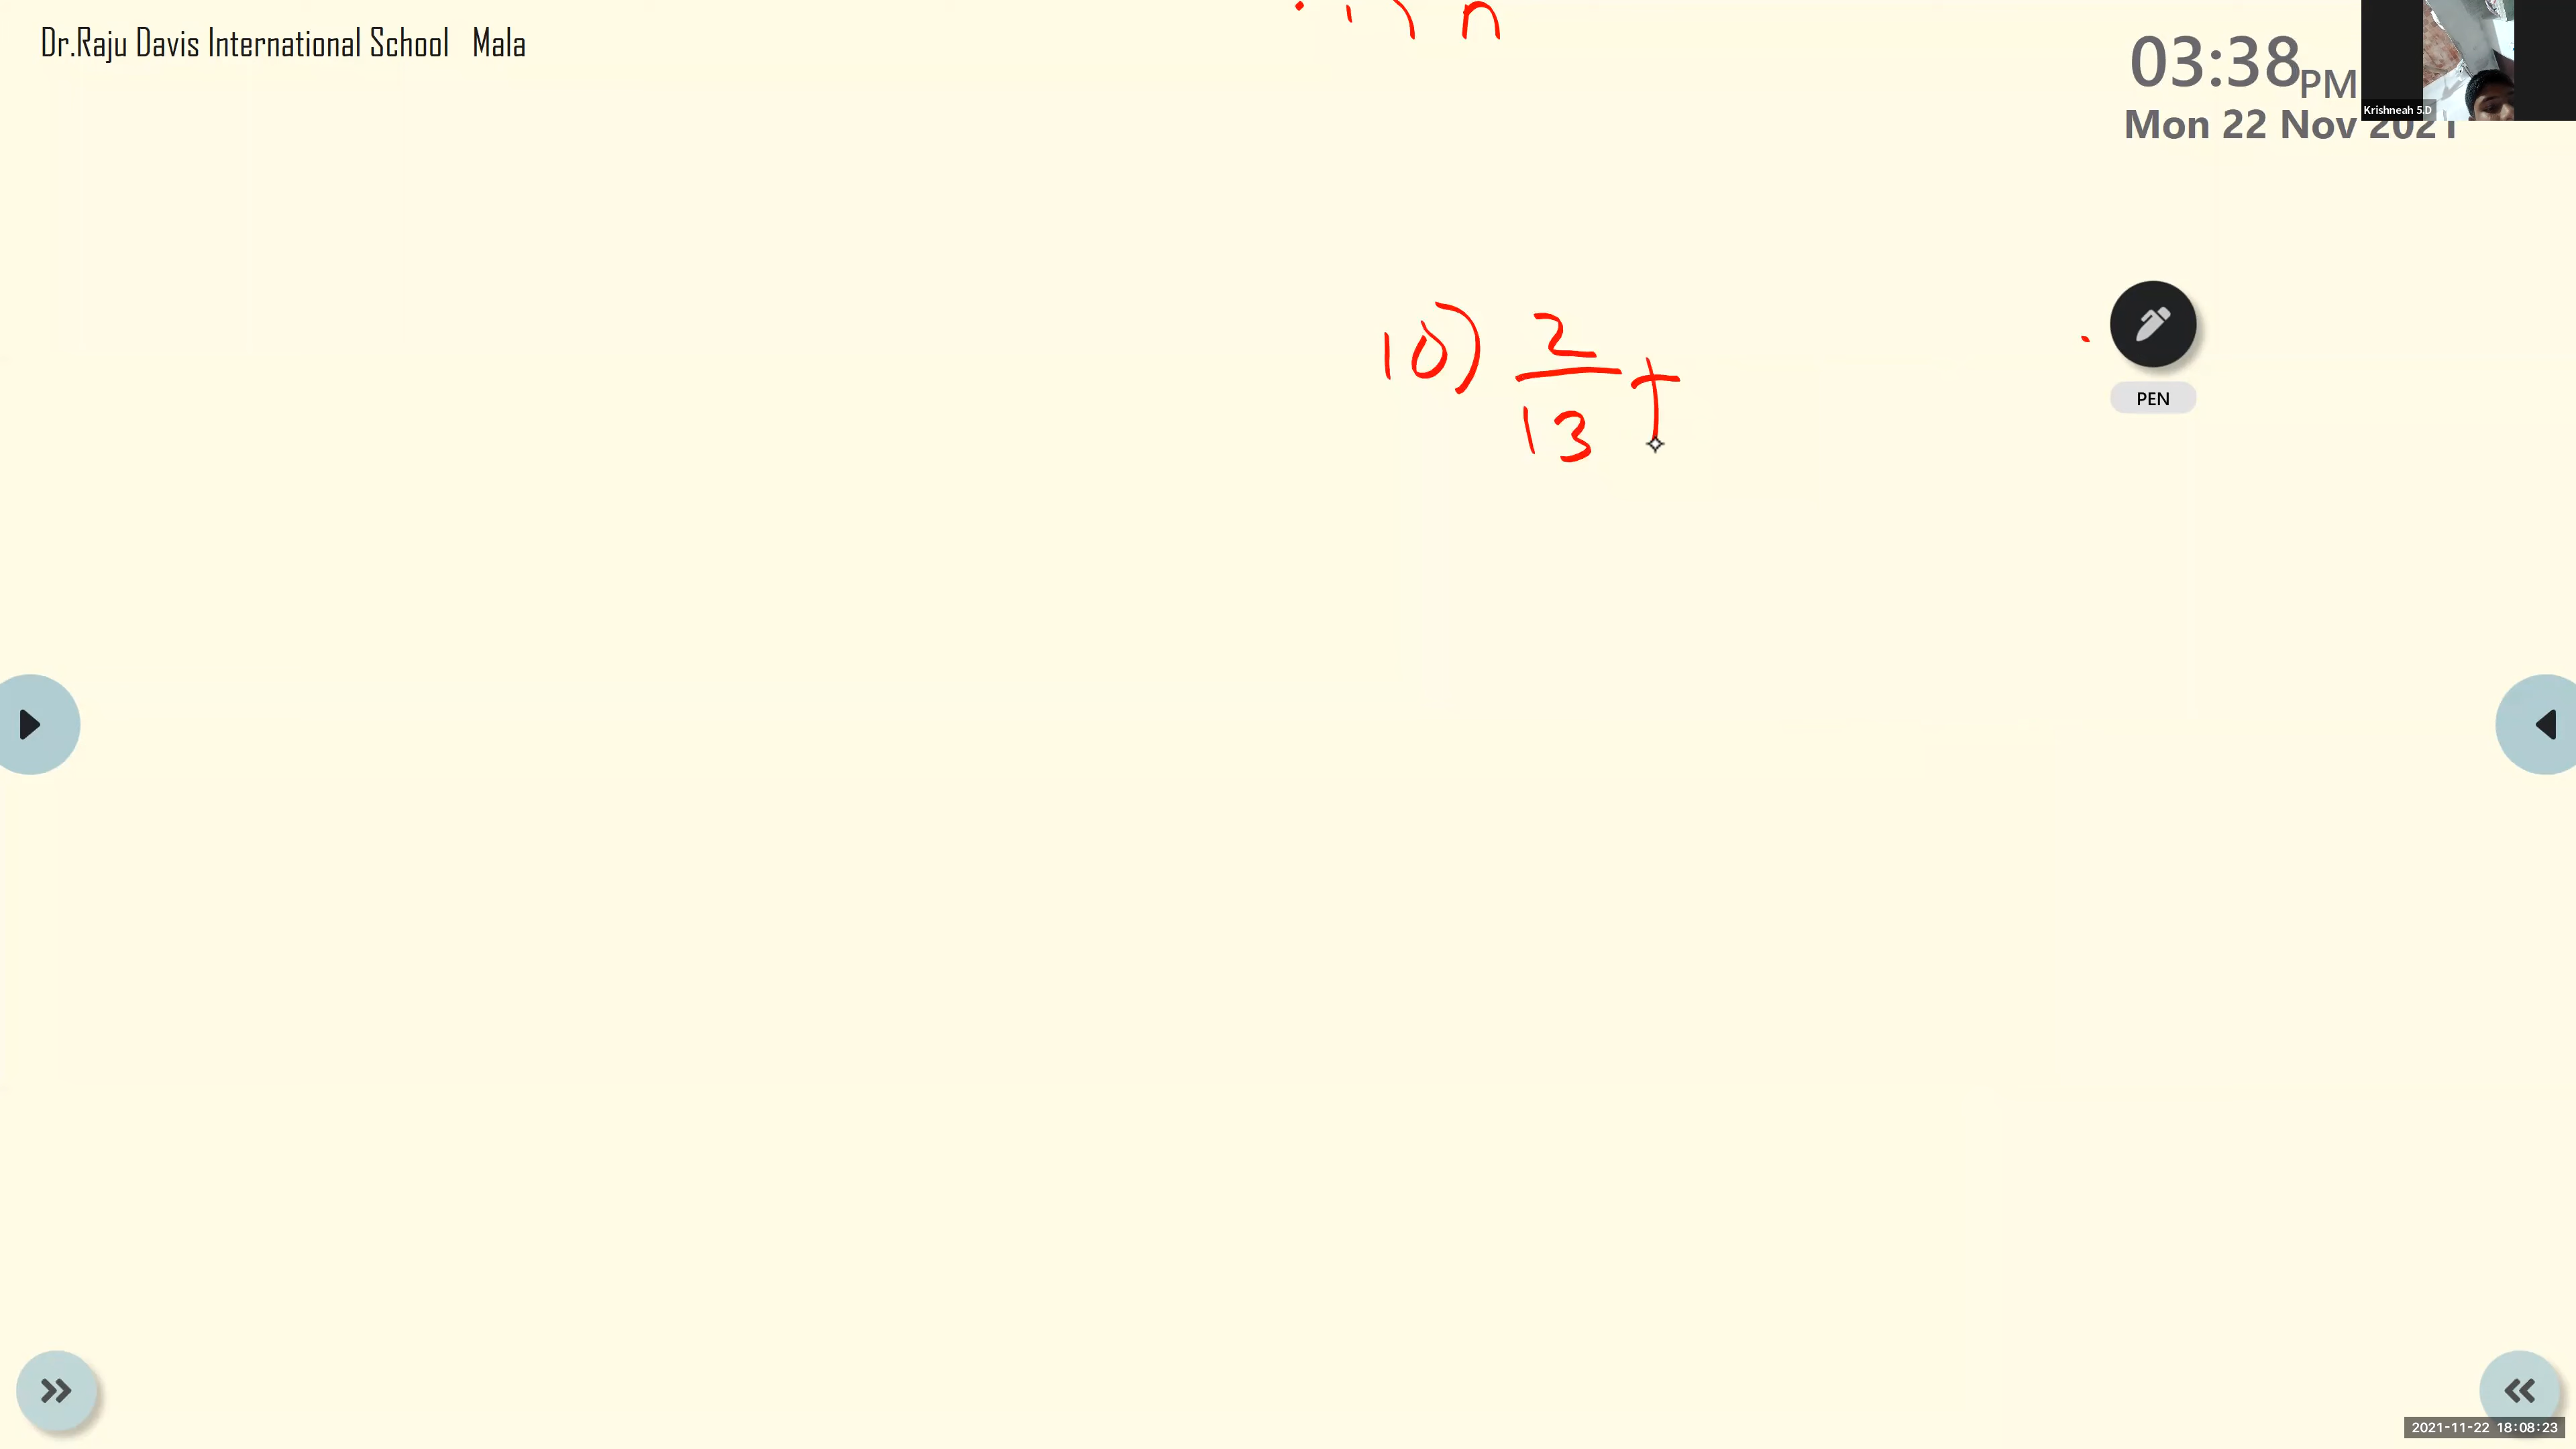 Dr.Raju Davis International School Mala
03:38PM
Mon 22 Nov 2021
Krishneah 5.D
10) 2/13 +
PEN
2021-11-22 18:08:23